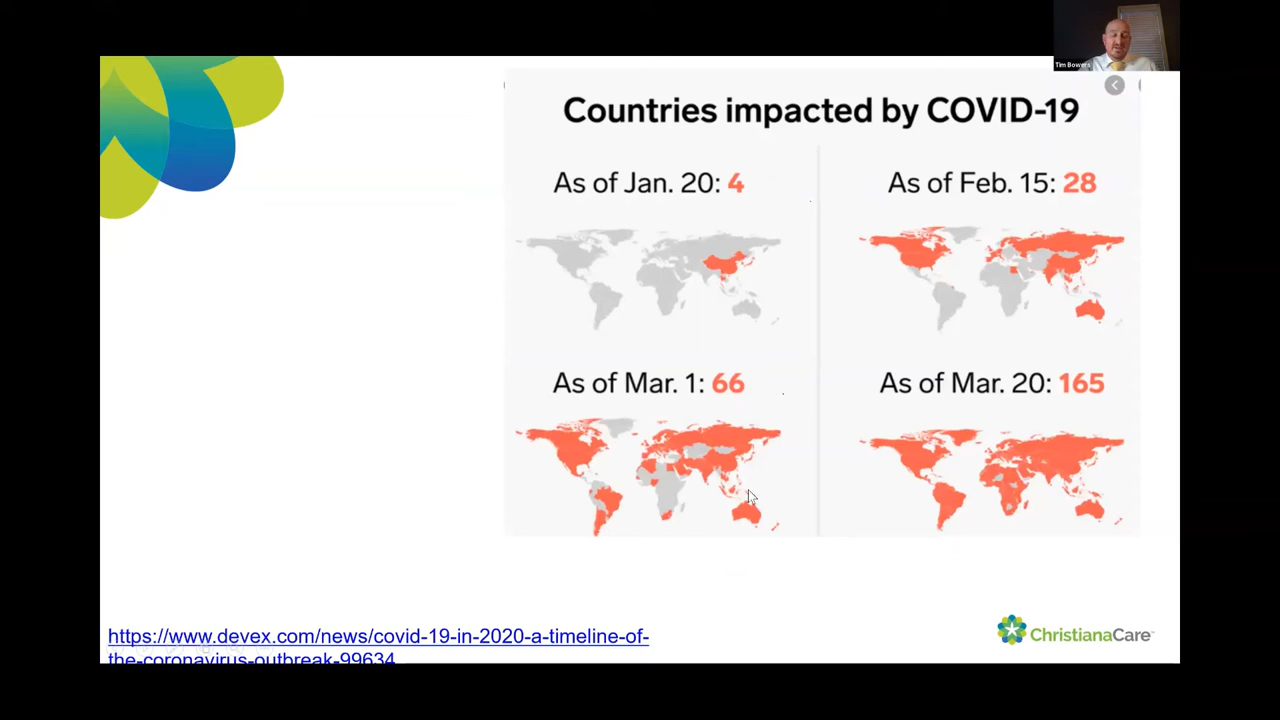 Tim Bowers
Countries impacted by COVID-19
As of Jan. 20: 4
As of Feb. 15: 28
As of Mar. 1: 66
As of Mar. 20: 165
https://www.devex.com/news/covid-19-in-2020-a-timeline-of-
the-coronavirus-outbreak-99634
ChristianaCare